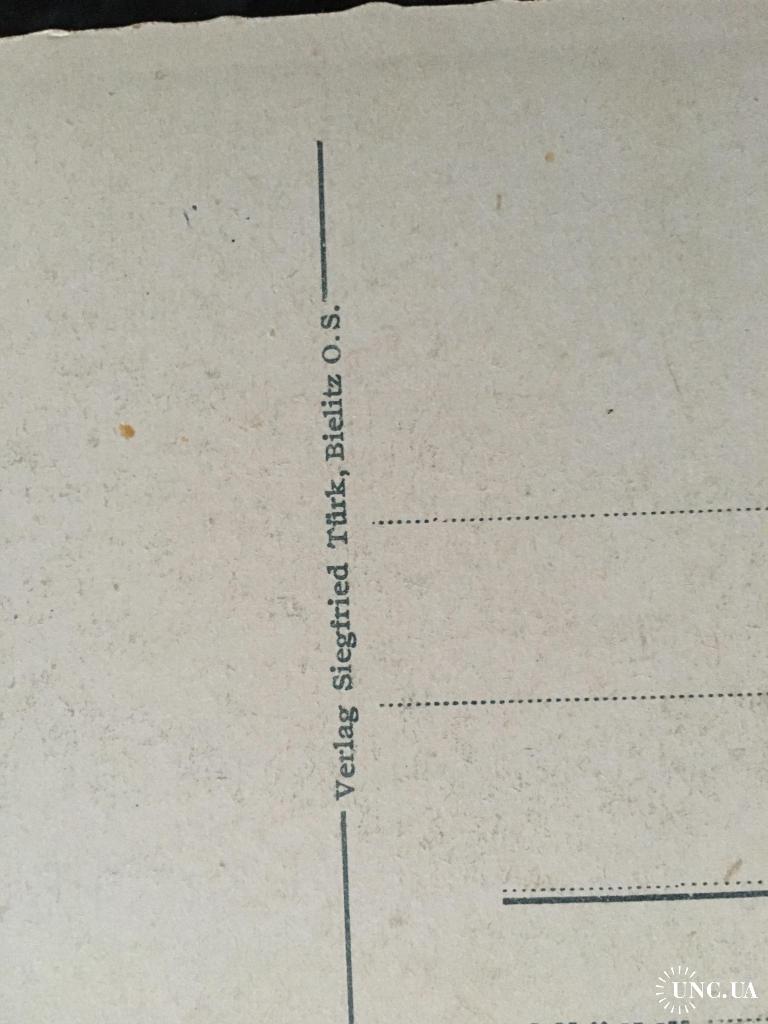 Verlag Siegfried Türk, Bielitz O. S.
UNC.UA